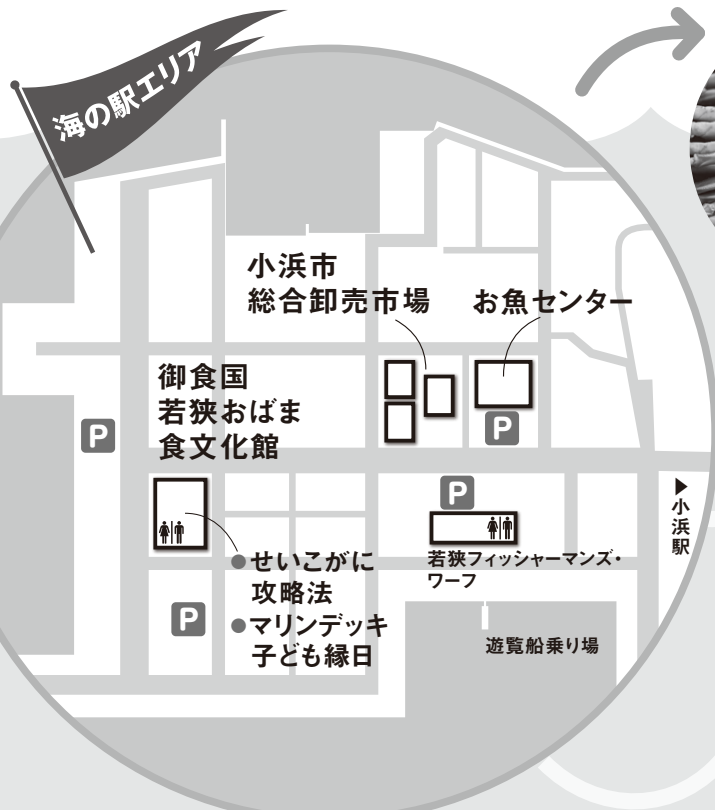 海の駅エリア
小浜市
総合卸売市場
お魚センター
御食国
若狭おばま
食文化館
P
P
P
▶小浜駅
●せいこがに
攻略法
●マリンデッキ
子ども縁日
若狭フィッシャーマンズ・
ワーフ
P
遊覧船乗り場